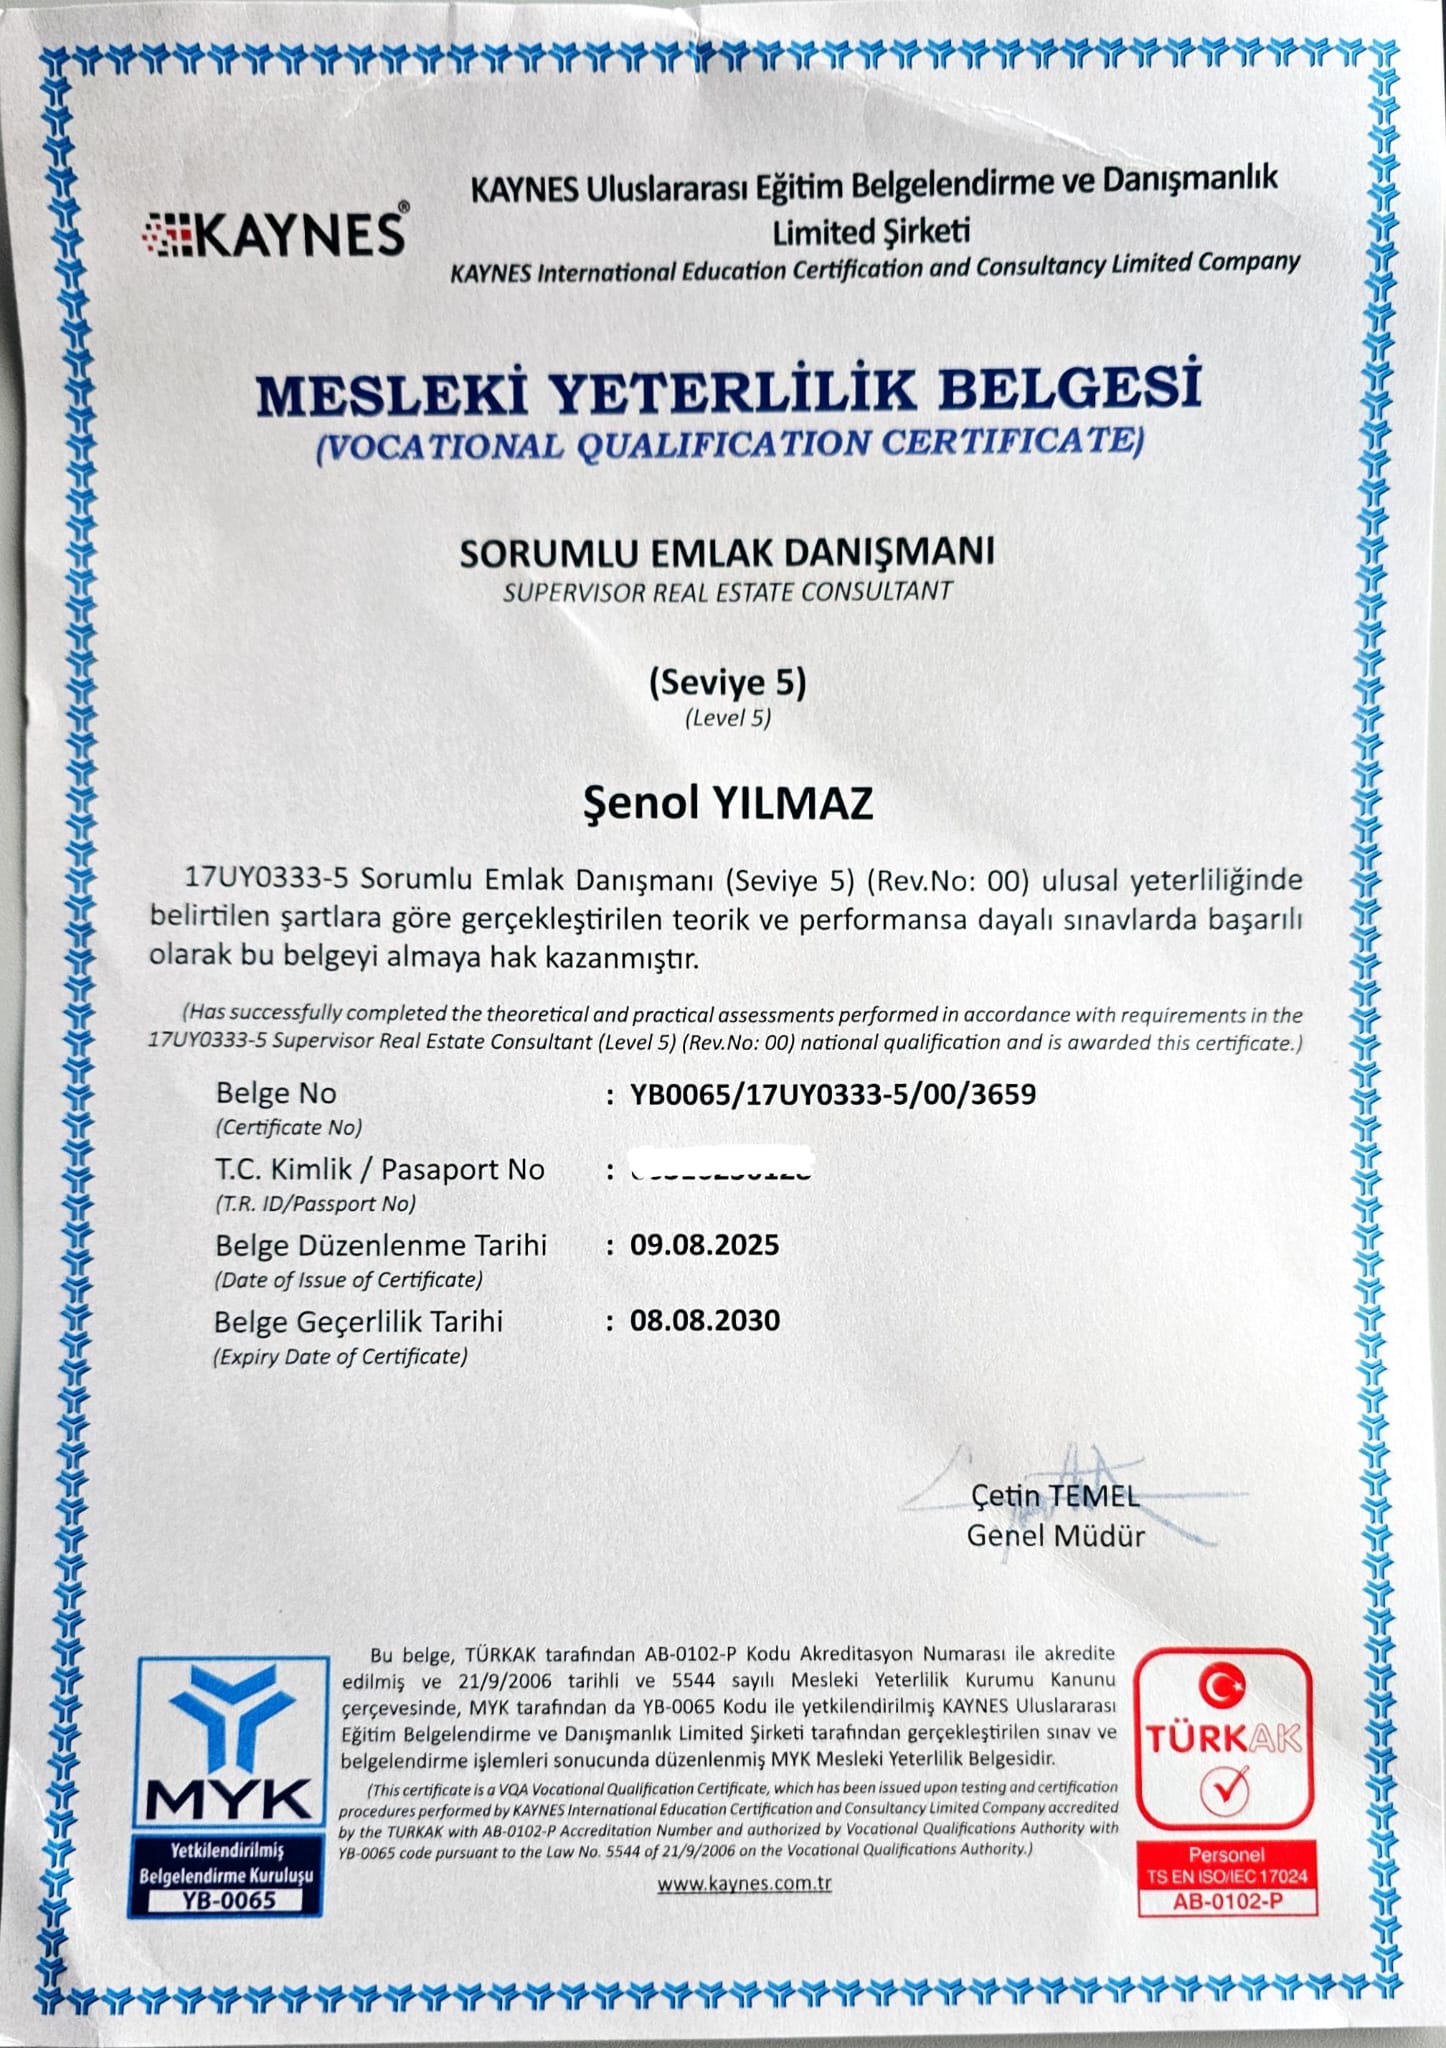 KAYNES®
KAYNES Uluslararası Eğitim Belgelendirme ve Danışmanlık
Limited Şirketi
KAYNES International Education Certification and Consultancy Limited Company
MESLEKİ YETERLİLİK BELGESİ
(VOCATIONAL QUALIFICATION CERTIFICATE)
SORUMLU EMLAK DANIŞMANI
SUPERVISOR REAL ESTATE CONSULTANT
(Seviye 5)
(Level 5)
Şenol YILMAZ
17UY0333-5 Sorumlu Emlak Danışmanı (Seviye 5) (Rev.No: 00) ulusal yeterliliğinde
belirtilen şartlara göre gerçekleştirilen teorik ve performansa dayalı sınavlarda başarılı
olarak bu belgeyi almaya hak kazanmıştır.
(Has successfully completed the theoretical and practical assessments performed in accordance with requirements in the
17UY0333-5 Supervisor Real Estate Consultant (Level 5) (Rev.No: 00) national qualification and is awarded this certificate.)
Belge No : YB0065/17UY0333-5/00/3659
(Certificate No)
T.C. Kimlik / Pasaport No :
(T.R. ID/Passport No)
Belge Düzenlenme Tarihi : 09.08.2025
(Date of Issue of Certificate)
Belge Geçerlilik Tarihi : 08.08.2030
(Expiry Date of Certificate)
Çetin TEMEL
Genel Müdür
Bu belge, TÜRKAK tarafından AB-0102-P Kodu Akreditasyon Numarası ile akredite
edilmiş ve 21/9/2006 tarihli ve 5544 sayılı Mesleki Yeterlilik Kurumu Kanunu
çerçevesinde, MYK tarafından da YB-0065 Kodu ile yetkilendirilmiş KAYNES Uluslararası
Eğitim Belgelendirme ve Danışmanlık Limited Şirketi tarafından gerçekleştirilen sınav ve
belgelendirme işlemleri sonucunda düzenlenmiş MYK Mesleki Yeterlilik Belgesidir.
(This certificate is a VQA Vocational Qualification Certificate, which has been issued upon testing and certification
procedures performed by KAYNES International Education Certification and Consultancy Limited Company accredited
by the TURKAK with AB-0102-P Accreditation Number and authorized by Vocational Qualifications Authority with
YB-0065 code pursuant to the Law No. 5544 of 21/9/2006 on the Vocational Qualifications Authority.)
www.kaynes.com.tr
MYK
Yetkilendirilmiş
Belgelendirme Kuruluşu
YB-0065
TÜRKAK
Personel
TS EN ISO/IEC 17024
AB-0102-P